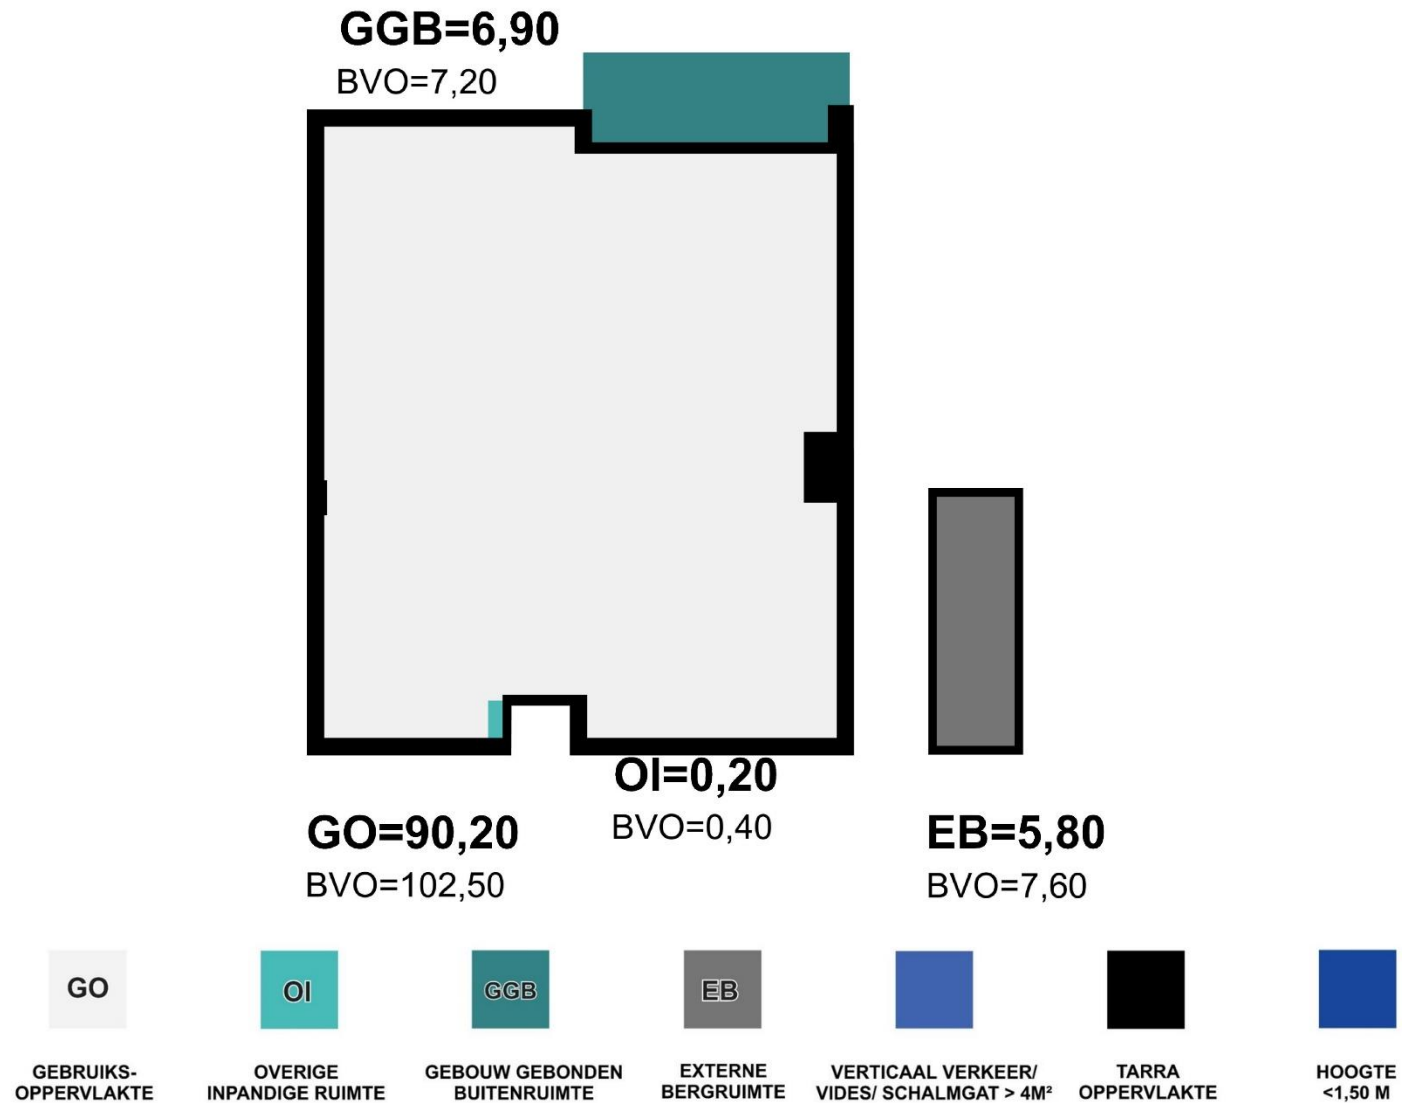 GGB=6,90
BVO=7,20
OI=0,20
BVO=0,40
GO=90,20
BVO=102,50
EB=5,80
BVO=7,60
GO
OI
GGB
EB
GEBRUIKS-
OPPERVLAKTE
OVERIGE
INPANDIGE RUIMTE
GEBOUW GEBONDEN
BUITENRUIMTE
EXTERNE
BERGRUIMTE
VERTICAAL VERKEER/
VIDES/ SCHALMGAT > 4M²
TARRA
OPPERVLAKTE
HOOGTE
<1,50 M